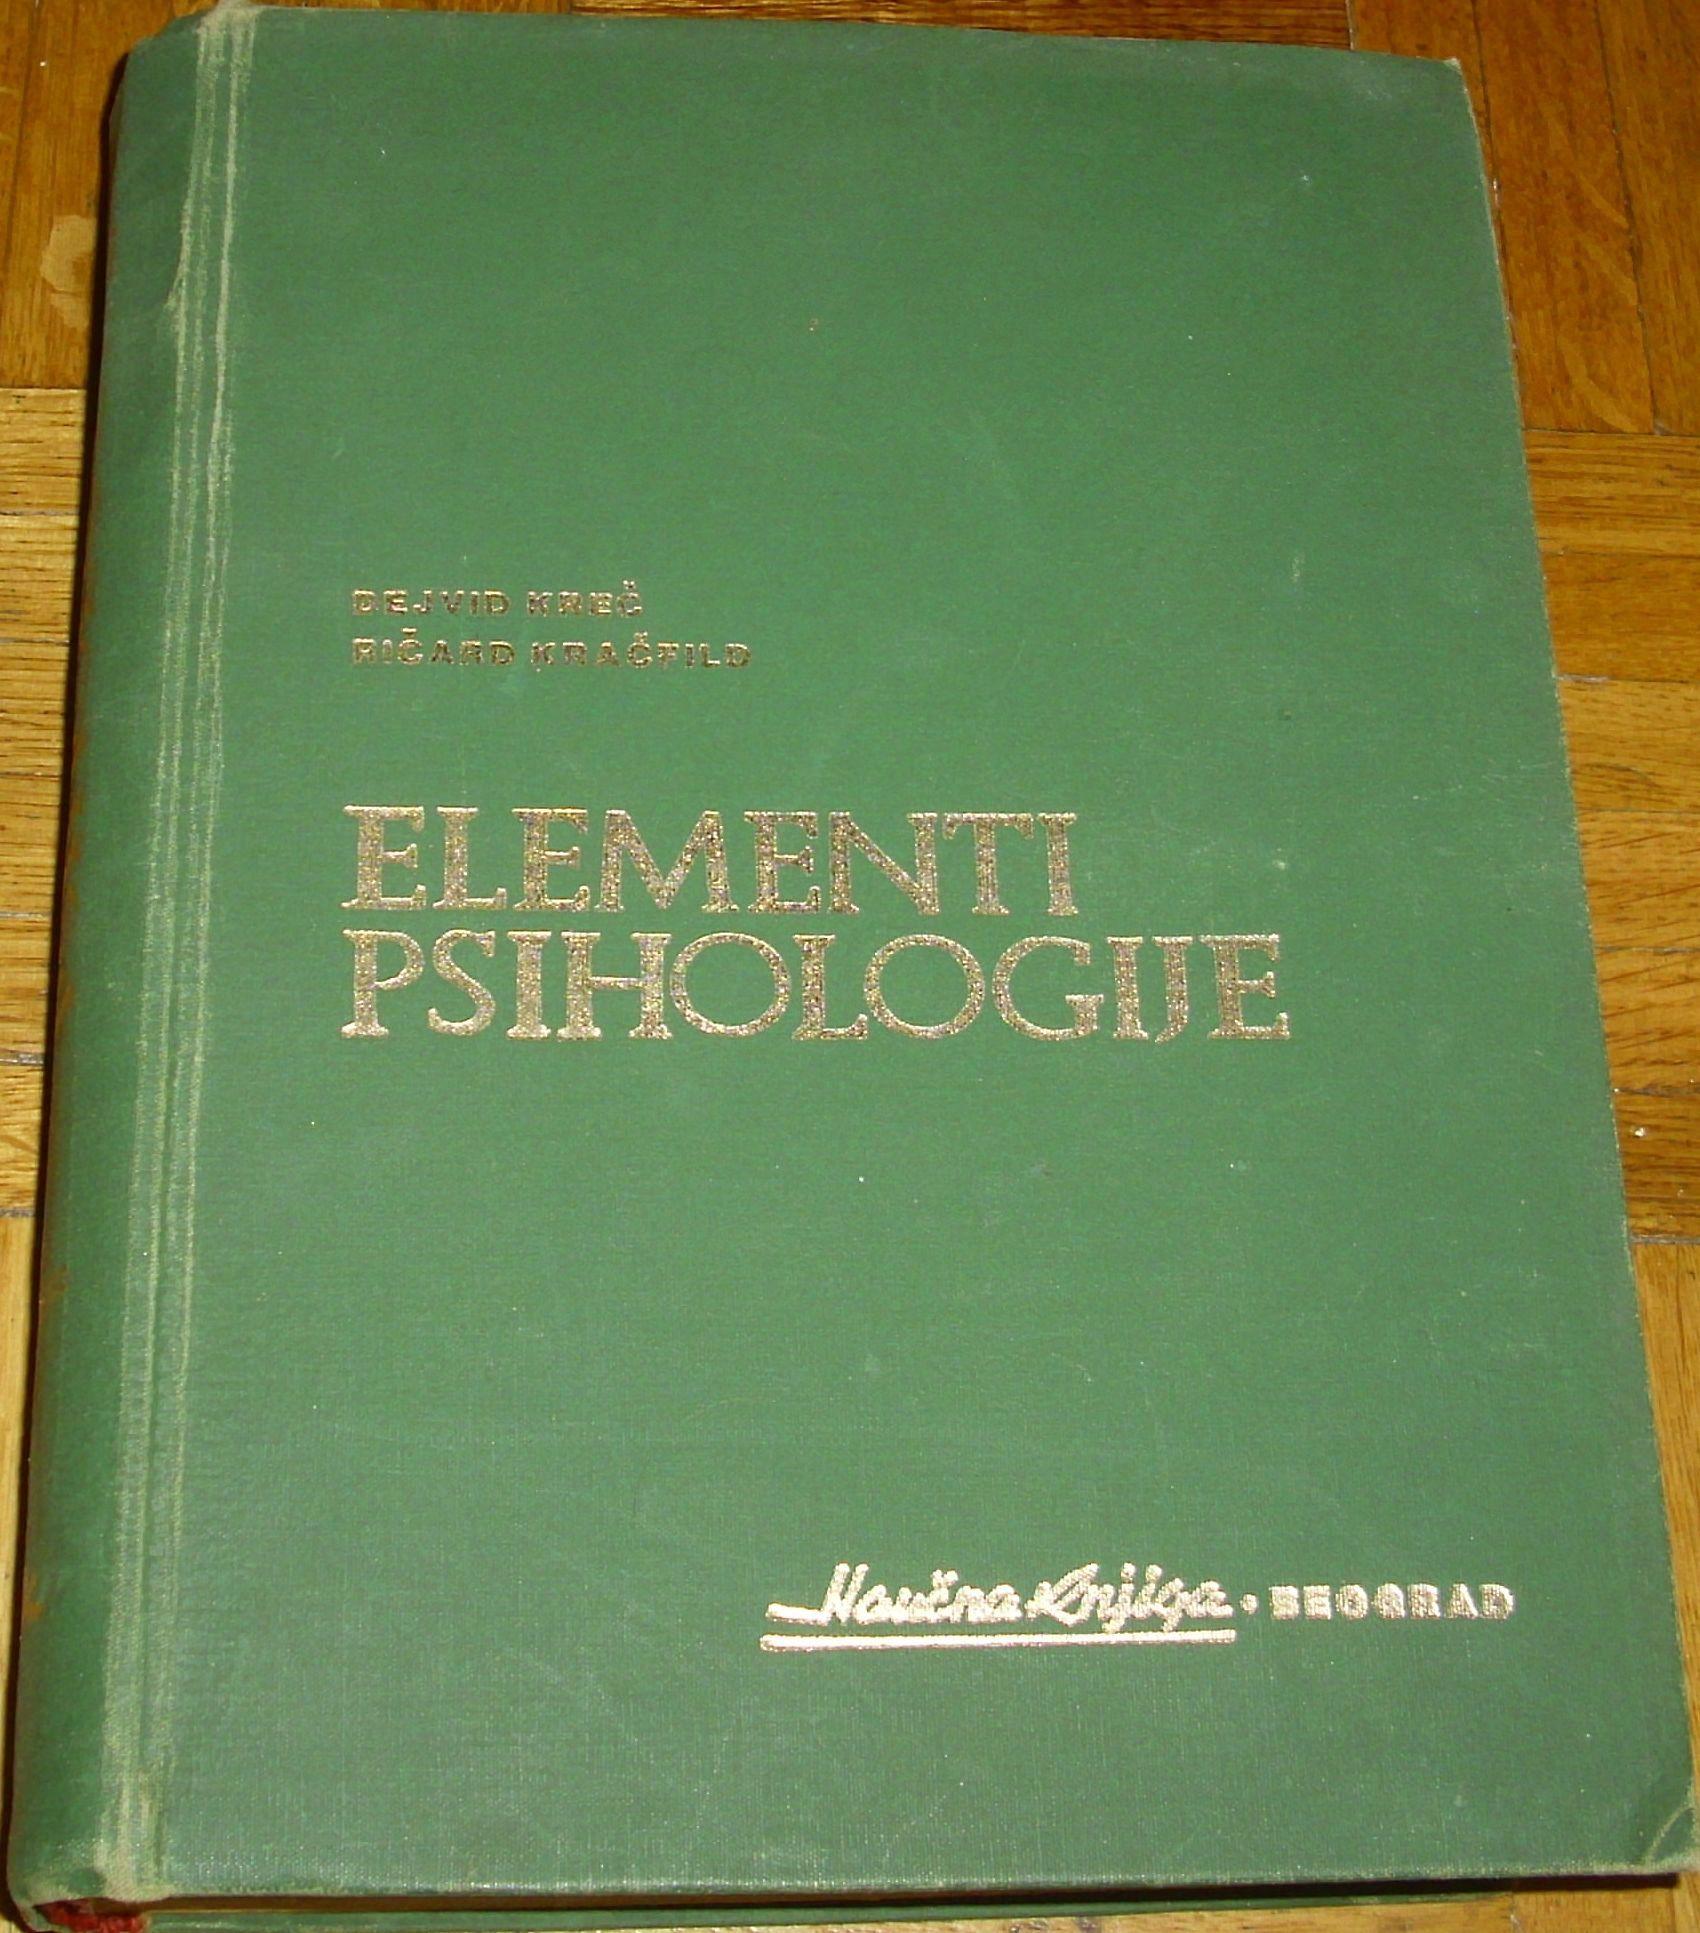 DEJVID KREČ
RIČARD KRAČFILD
ELEMENTI
PSIHOLOGIJE
Naučna Knjiga • BEOGRAD